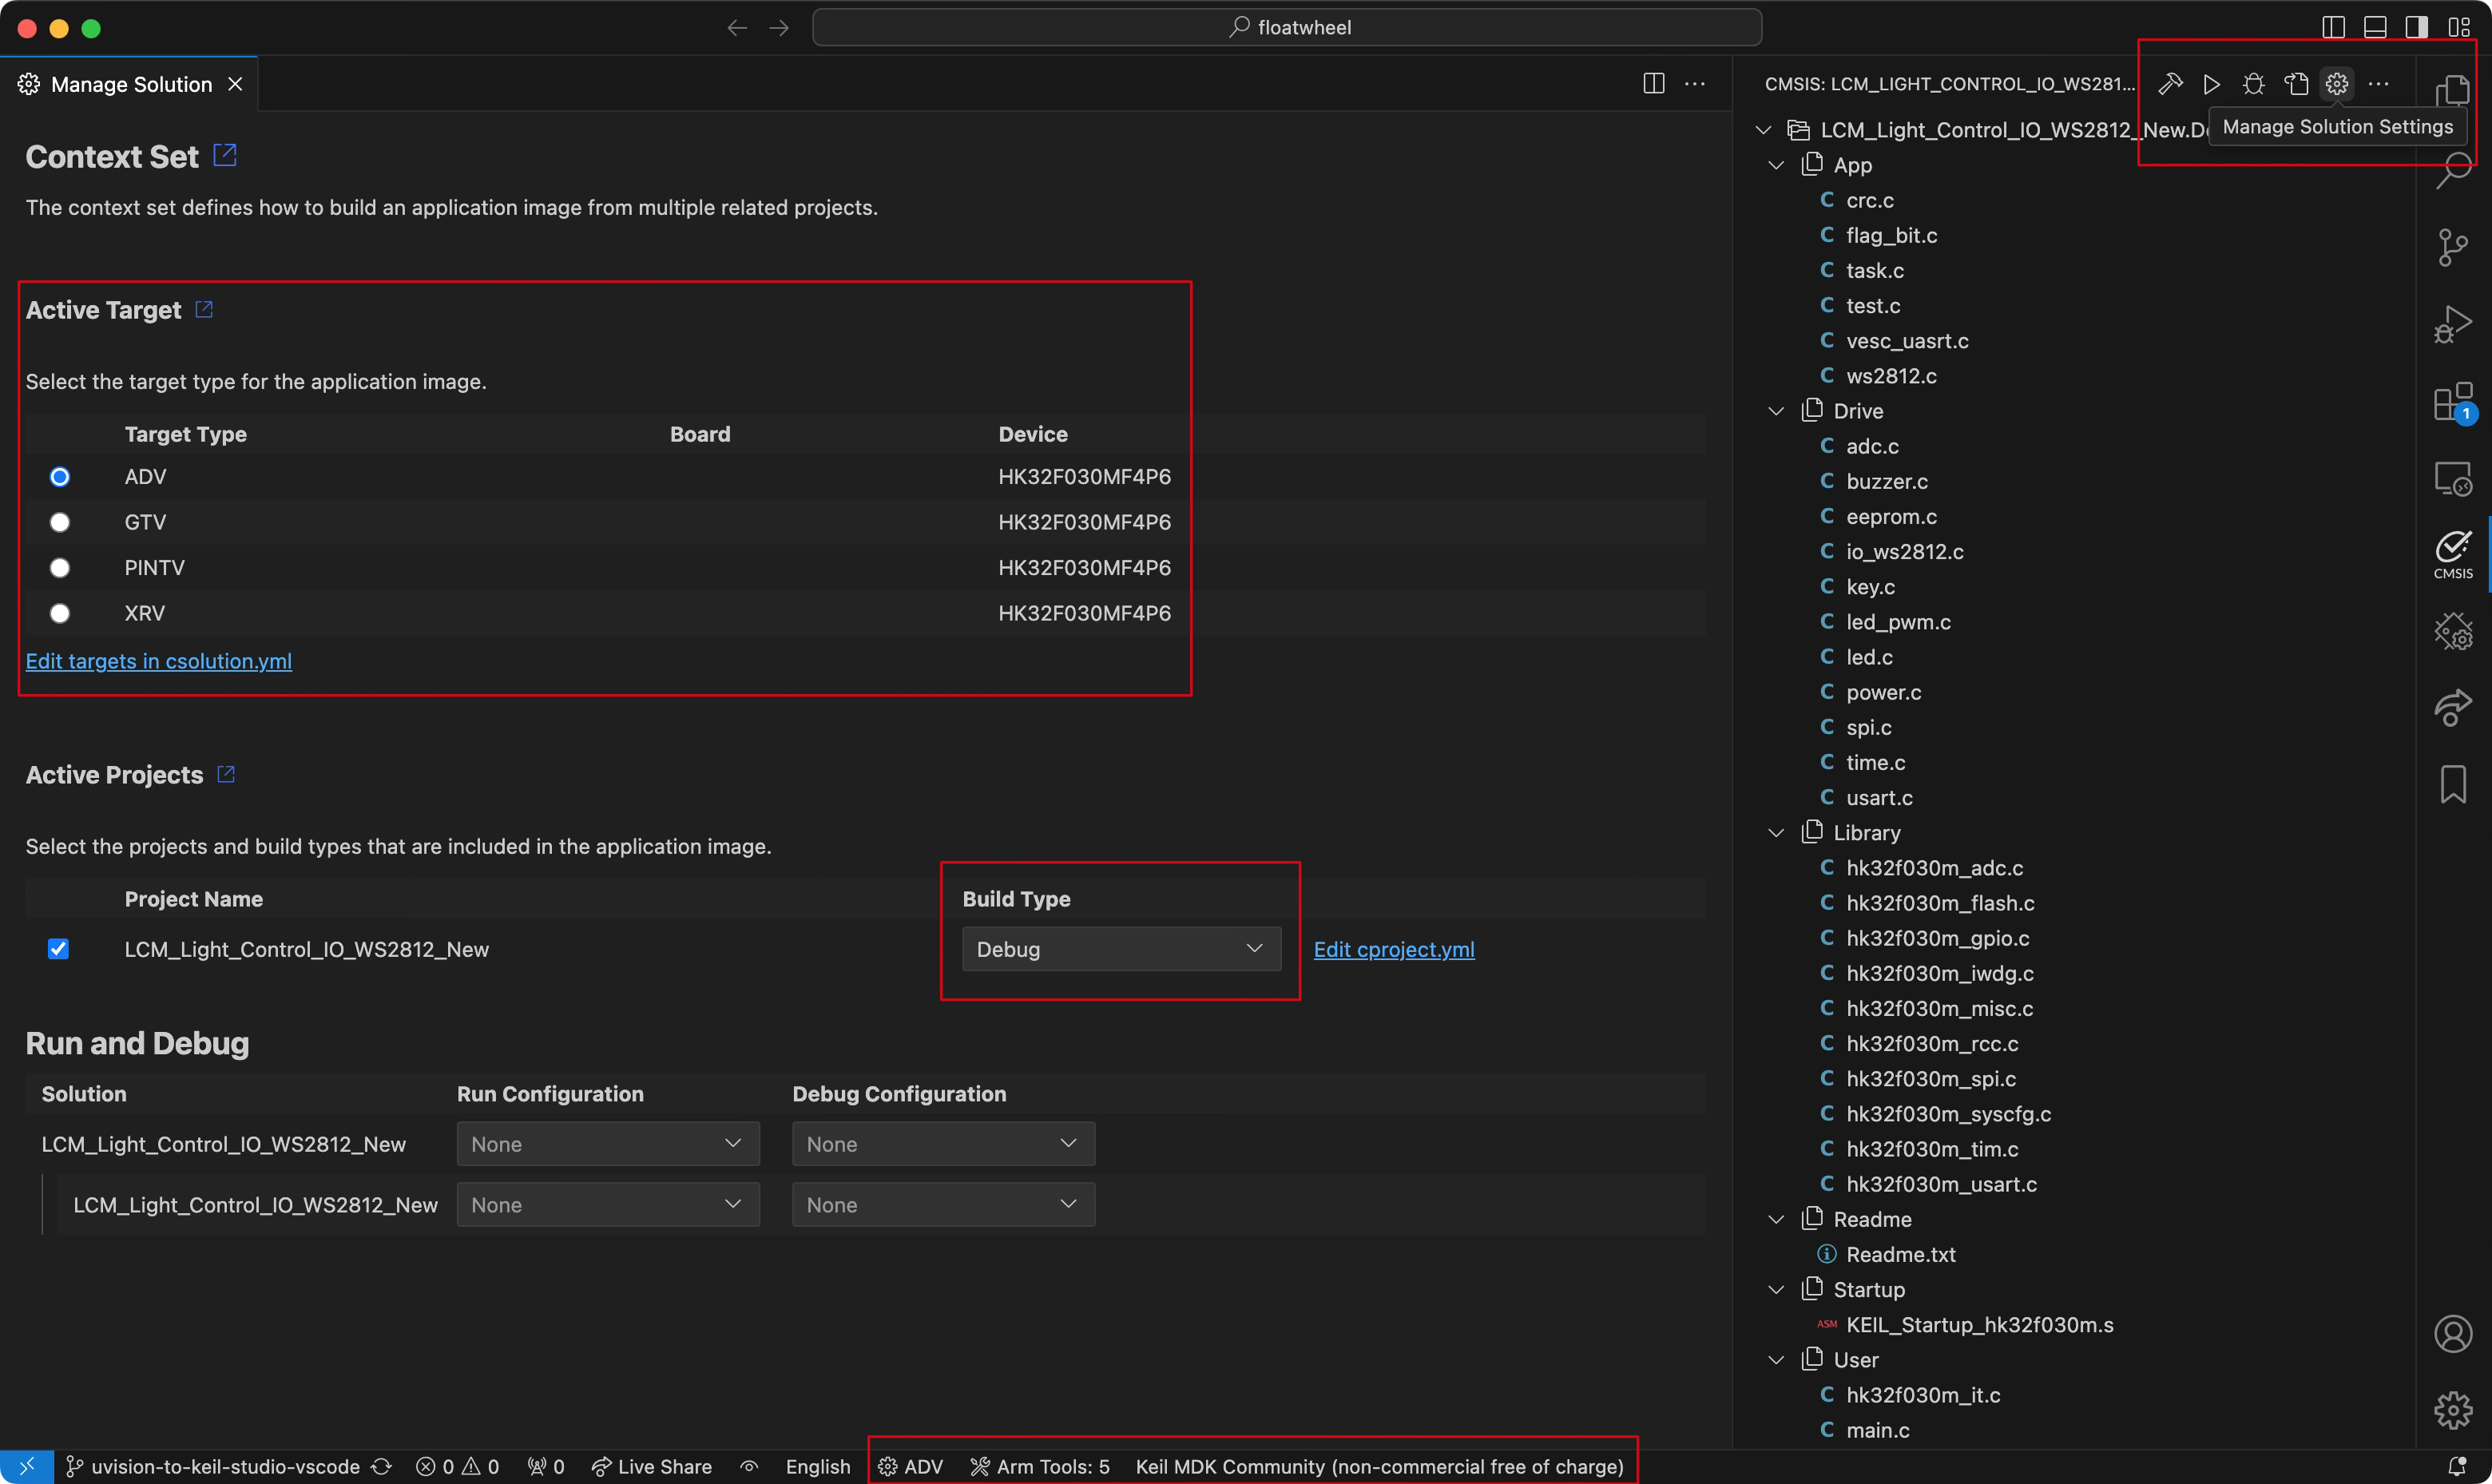 floatwheel
Manage Solution
Context Set
The context set defines how to build an application image from multiple related projects.
Active Target
Select the target type for the application image.
Target Type Board Device
ADV HK32F030MF4P6
GTV HK32F030MF4P6
PINTV HK32F030MF4P6
XRV HK32F030MF4P6
Edit targets in csolution.yml
Active Projects
Select the projects and build types that are included in the application image.
Project Name Build Type
LCM_Light_Control_IO_WS2812_New Debug Edit cproject.yml
Run and Debug
Solution Run Configuration Debug Configuration
LCM_Light_Control_IO_WS2812_New None None
LCM_Light_Control_IO_WS2812_New None None
CMSIS: LCM_LIGHT_CONTROL_IO_WS281...
Manage Solution Settings
LCM_Light_Control_IO_WS2812_New.De
App
C crc.c
C flag_bit.c
C task.c
C test.c
C vesc_uasrt.c
C ws2812.c
Drive
C adc.c
C buzzer.c
C eeprom.c
C io_ws2812.c
C key.c
C led_pwm.c
C led.c
C power.c
C spi.c
C time.c
C usart.c
Library
C hk32f030m_adc.c
C hk32f030m_flash.c
C hk32f030m_gpio.c
C hk32f030m_iwdg.c
C hk32f030m_misc.c
C hk32f030m_rcc.c
C hk32f030m_spi.c
C hk32f030m_syscfg.c
C hk32f030m_tim.c
C hk32f030m_usart.c
Readme
Readme.txt
Startup
ASM KEIL_Startup_hk32f030m.s
User
C hk32f030m_it.c
C main.c
1
CMSIS
uvision-to-keil-studio-vscode 0 0 0 Live Share English ADV Arm Tools: 5 Keil MDK Community (non-commercial free of charge)